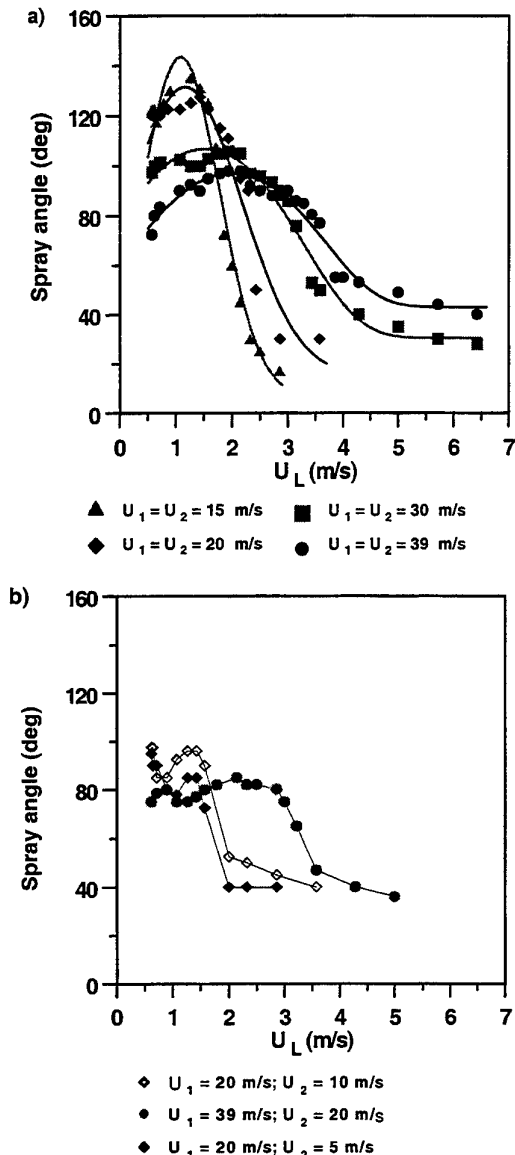 a)
160
120
80
40
0
Spray angle (deg)
0 1 2 3 4 5 6 7
U L (m/s)
▲ U 1 = U 2 = 15 m/s ■ U 1 = U 2 = 30 m/s
◆ U 1 = U 2 = 20 m/s ● U 1 = U 2 = 39 m/s
b)
160
120
80
40
0
Spray angle (deg)
0 1 2 3 4 5 6 7
U L (m/s)
◇ U 1 = 20 m/s; U 2 = 10 m/s
● U 1 = 39 m/s; U 2 = 20 m/s
◆ U 1 = 20 m/s; U 2 = 5 m/s